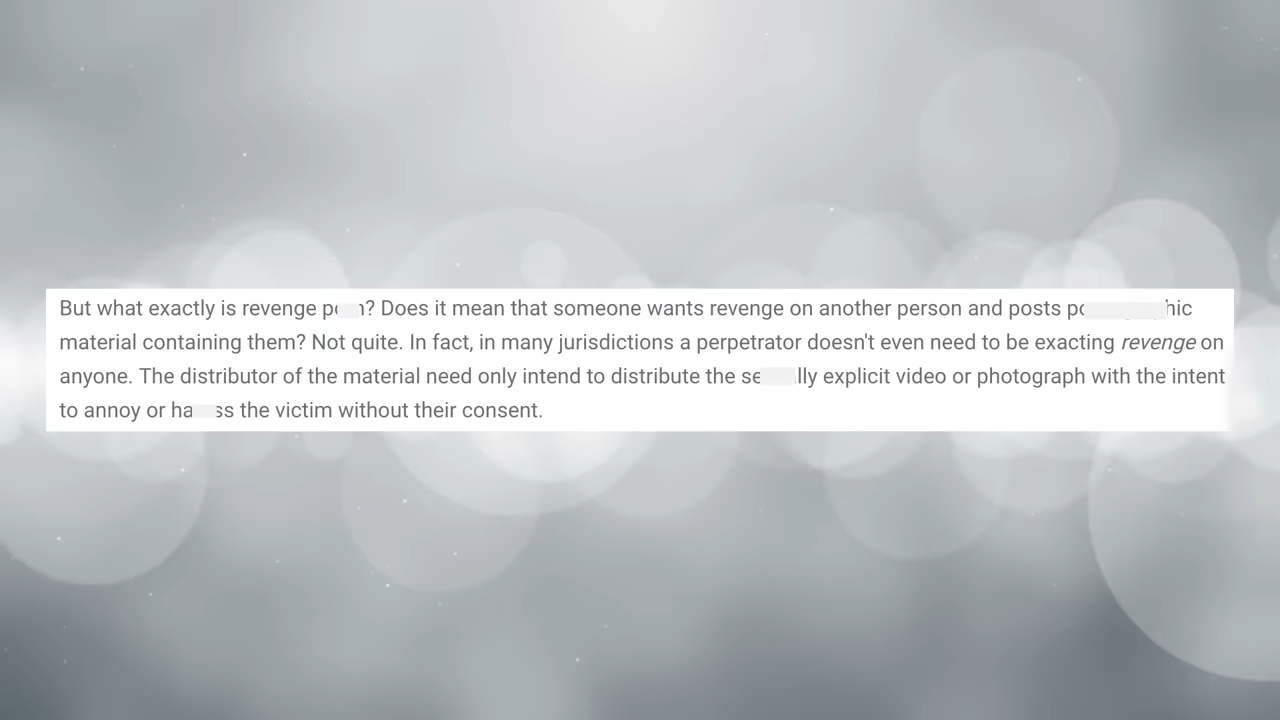 But what exactly is revenge ? Does it mean that someone wants revenge on another person and posts
material containing them? Not quite. In fact, in many jurisdictions a perpetrator doesn't even need to be exacting revenge on
anyone. The distributor of the material need only intend to distribute the explicit video or photograph with the intent
to annoy or the victim without their consent.